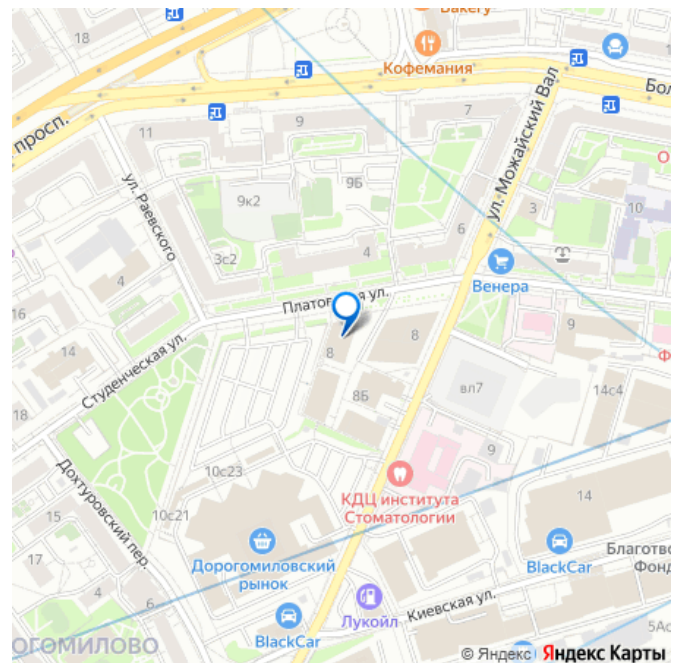 Bakery
18
Кофемания
Бол
просп.
11
9
7
ул. Можайский Вал
ул. Раевского
9Б
9к2
3
10
4
6
3с2
4
Венера
Платовская ул.
16
9
8
8
14
Студенческая ул.
8Б
вл7
14с4
18
9
10с23
КДЦ института
Стоматологии
14
15
10с21
Дохтуровский пер.
17
Дорогомиловский
рынок
BlackCar
Благотво
Фонд
4
6
Лукойл
Киевская ул.
BlackCar
5Ас
ОГОМИЛОВО
© Яндекс Яндекс Карты